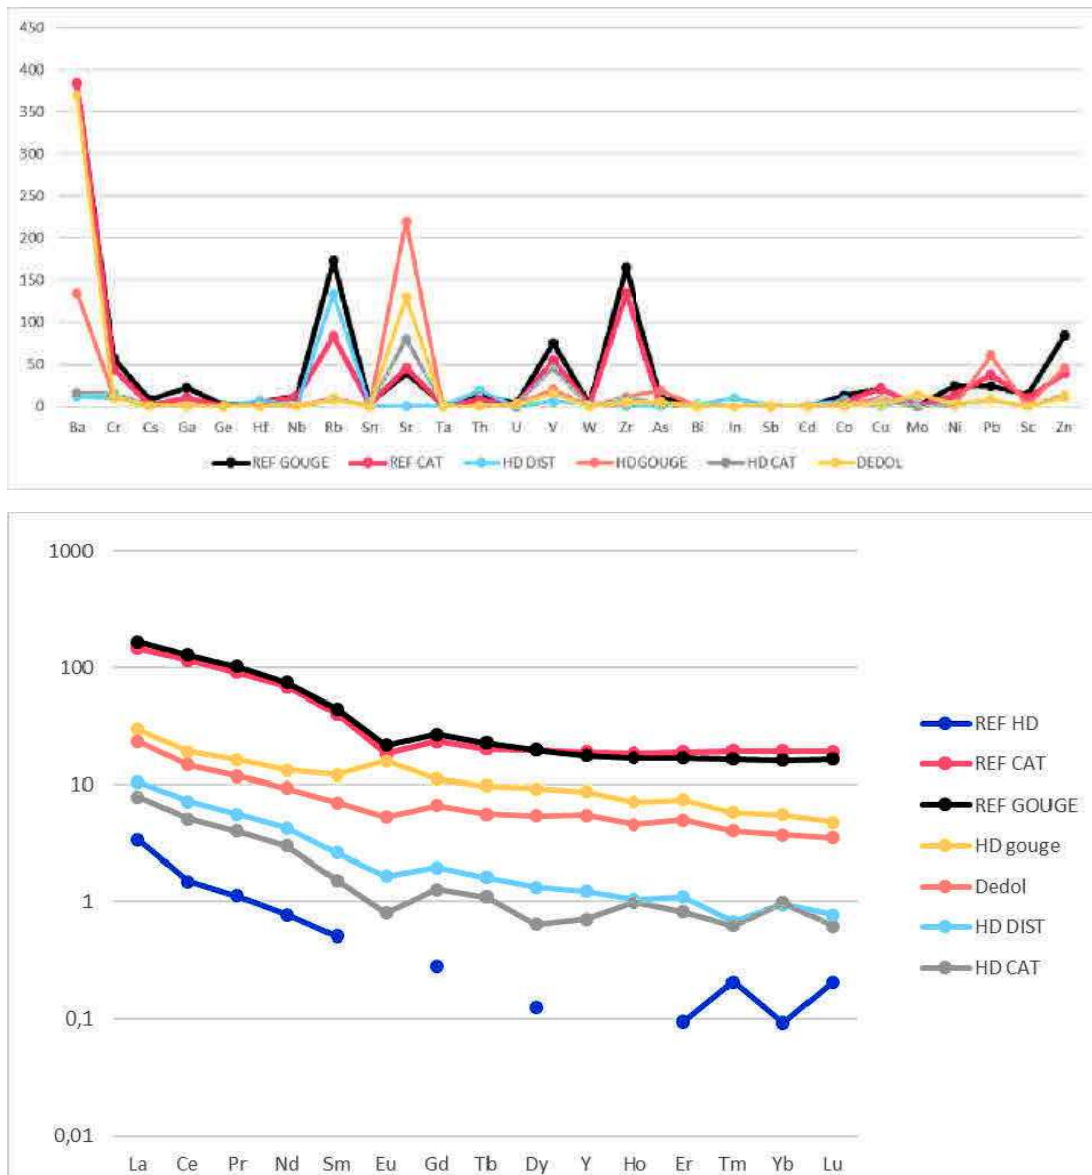 450
400
350
300
250
200
150
100
50
0
Ba Cr Cs Ga Ge Hf Nb Rb Sn Sr Ta Th U V W Zr As Bi In Sb Cd Co Cu Mo Ni Pb Sc Zn
REF GOUGE REF CAT HD DIST HDGOUGE HD CAT DEDOL
1000
100
10
1
0,1
0,01
La Ce Pr Nd Sm Eu Gd Tb Dy Y Ho Er Tm Yb Lu
REF HD
REF CAT
REF GOUGE
HD gouge
Dedol
HD DIST
HD CAT